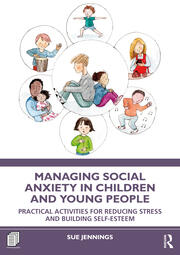 MANAGING SOCIAL
ANXIETY IN CHILDREN
AND YOUNG PEOPLE
PRACTICAL ACTIVITIES FOR REDUCING STRESS
AND BUILDING SELF-ESTEEM
SUE JENNINGS